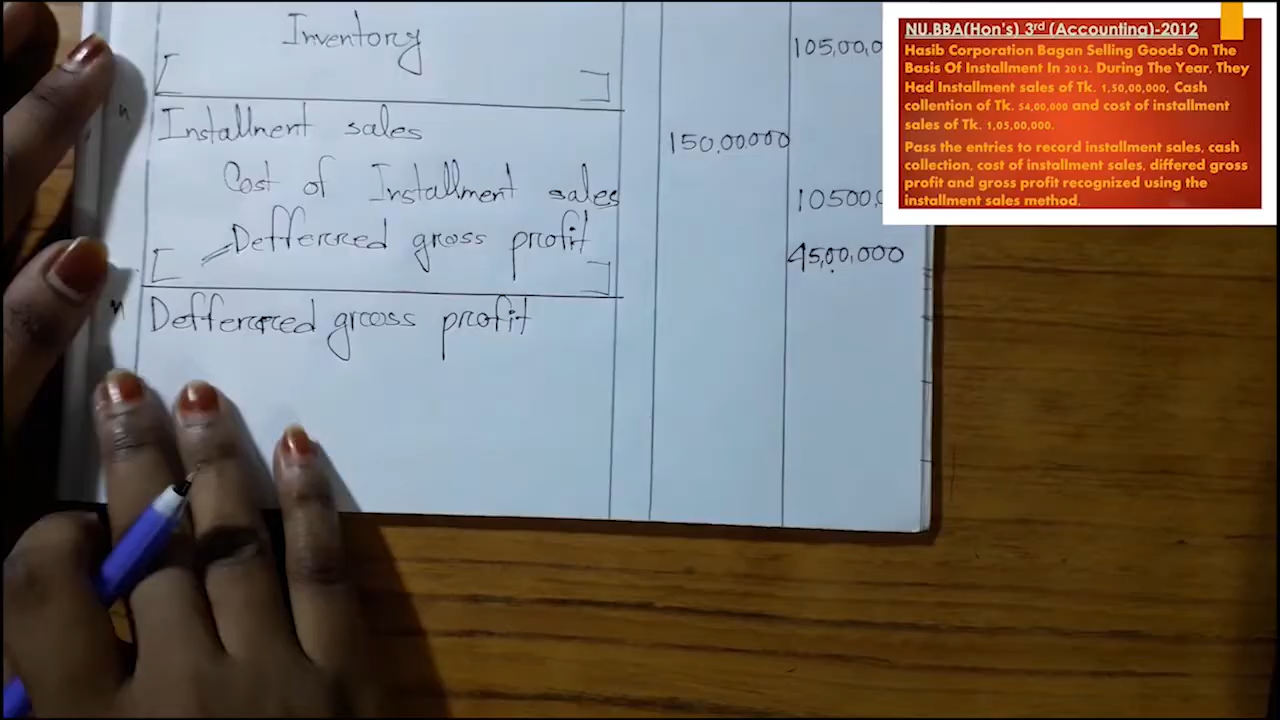 Inventory
105,00,0
Installment sales
150,00,000
Cost of Installment sales
10500,0
Defferred gross profit
45,00,000
Defferred gross profit
NU.BBA(Hon's) 3rd (Accounting)-2012
Hasib Corporation Bagan Selling Goods On The
Basis Of Installment In 2012. During The Year, They
Had Installment sales of Tk. 1,50,00,000, Cash
collention of Tk. 54,00,000 and cost of installment
sales of Tk. 1,05,00,000.
Pass the entries to record installment sales, cash
collection, cost of installment sales, differed gross
profit and gross profit recognized using the
installment sales method.